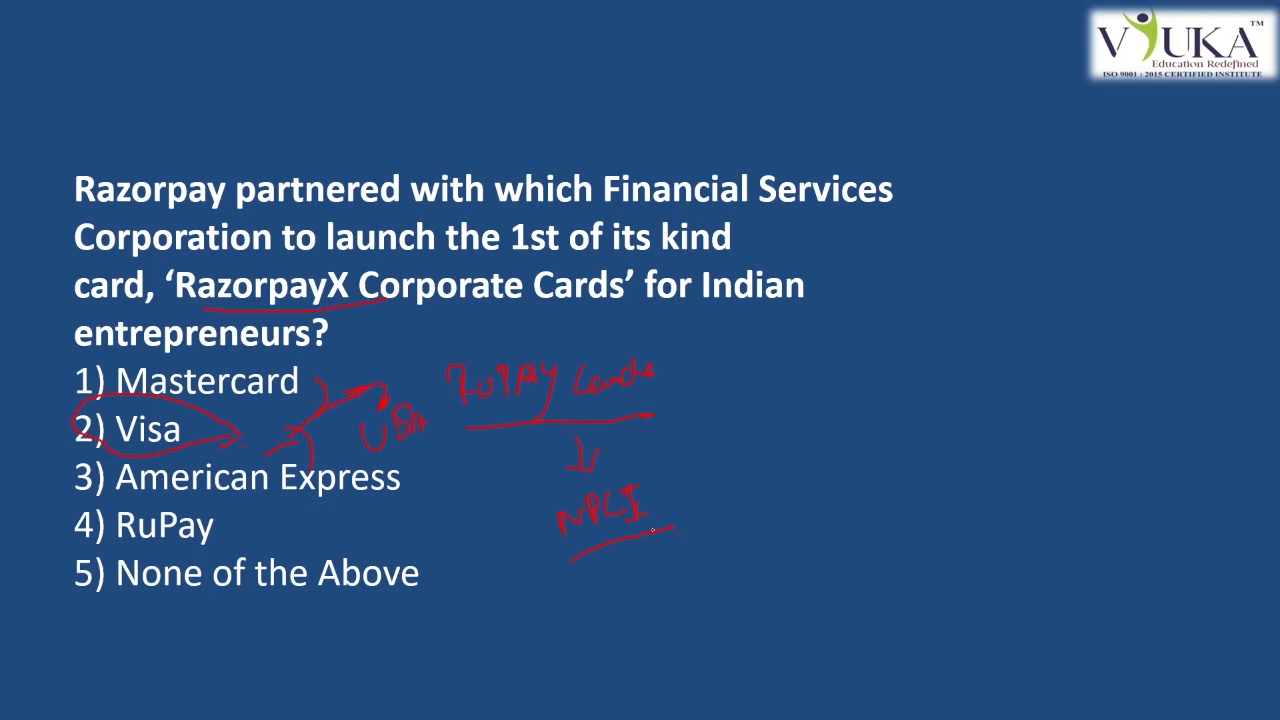 VYUKA™
Education Redefined
ISO 9001 : 2015 CERTIFIED INSTITUTE
Razorpay partnered with which Financial Services
Corporation to launch the 1st of its kind
card, ‘RazorpayX Corporate Cards’ for Indian
entrepreneurs?
1) Mastercard
2) Visa
3) American Express
4) RuPay
5) None of the Above
RUPAY Cards
NPCI